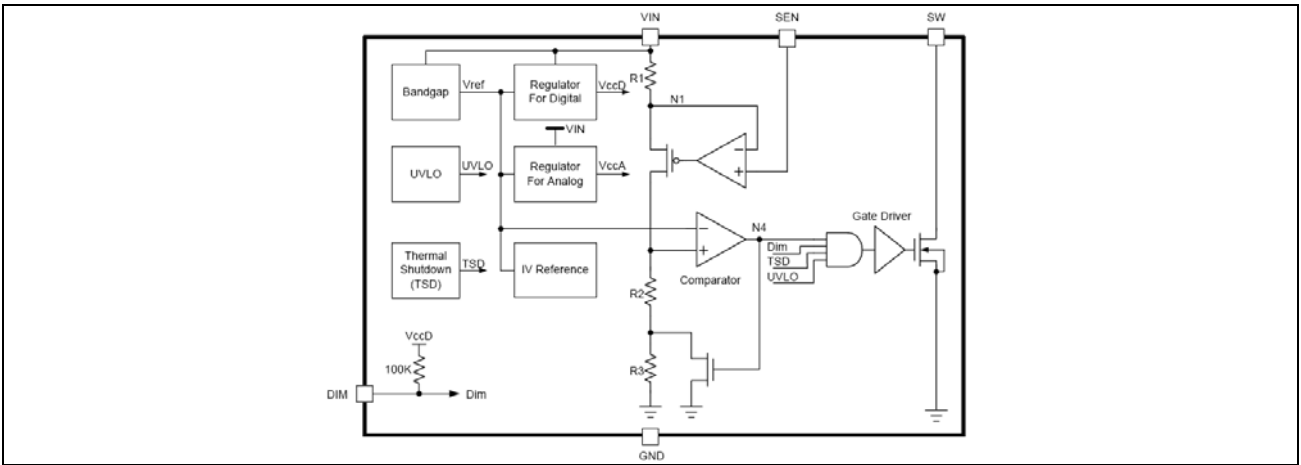 VIN
SEN
SW
R1
Bandgap
Vref
Regulator
For Digital
VccD
N1
VIN
UVLO
UVLO
Regulator
For Analog
VccA
−
+
Gate Driver
N4
−
+
Dim
TSD
UVLO
Thermal
Shutdown
(TSD)
TSD
IV Reference
Comparator
R2
VccD
100K
R3
DIM
Dim
GND